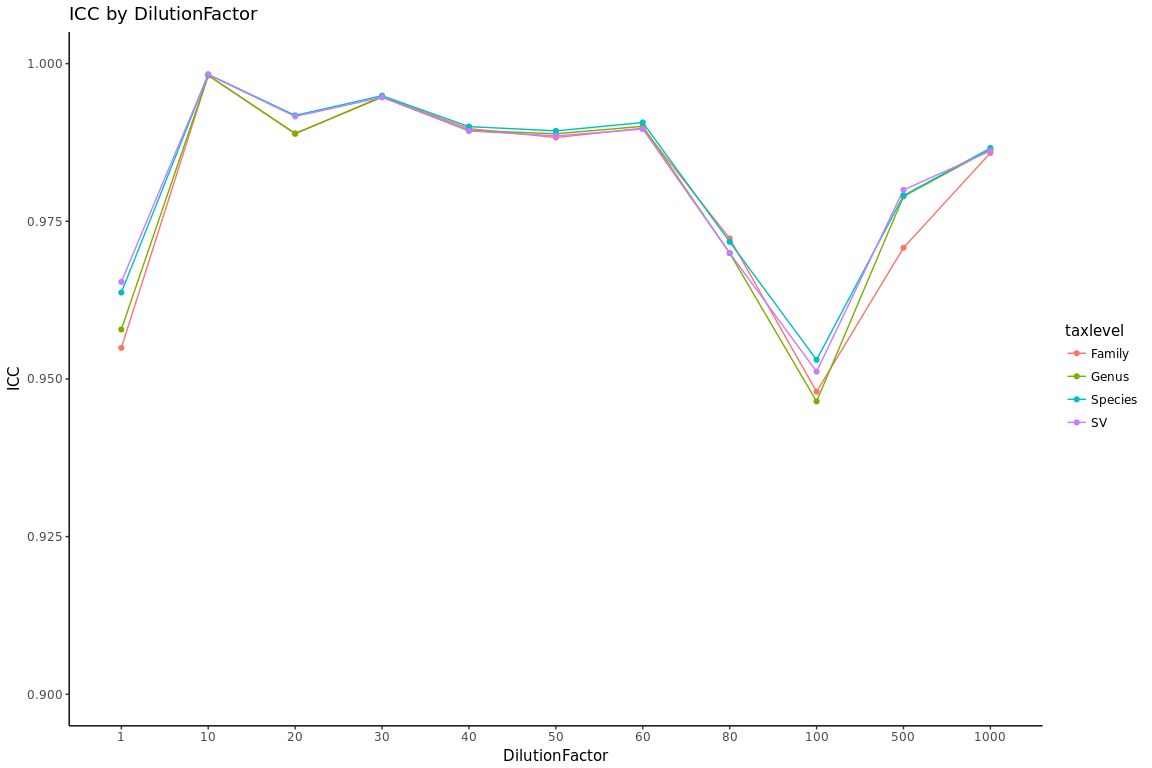 ICC by DilutionFactor
1.000
0.975
0.950
0.925
0.900
ICC
1 10 20 30 40 50 60 80 100 500 1000
DilutionFactor
taxlevel
Family
Genus
Species
SV